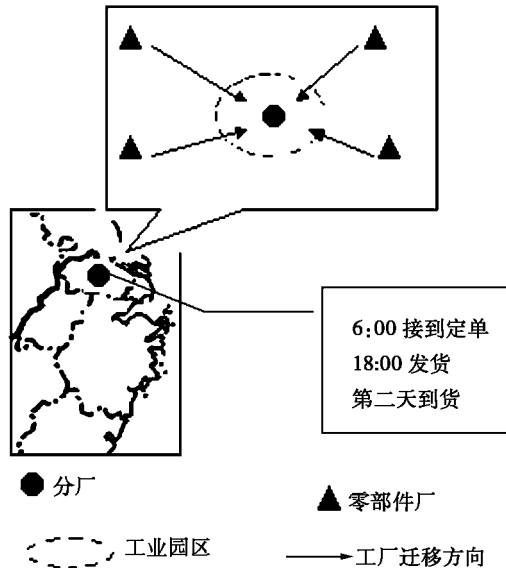 6:00 接到定单
18:00 发货
第二天到货
分厂
零部件厂
工业园区
工厂迁移方向